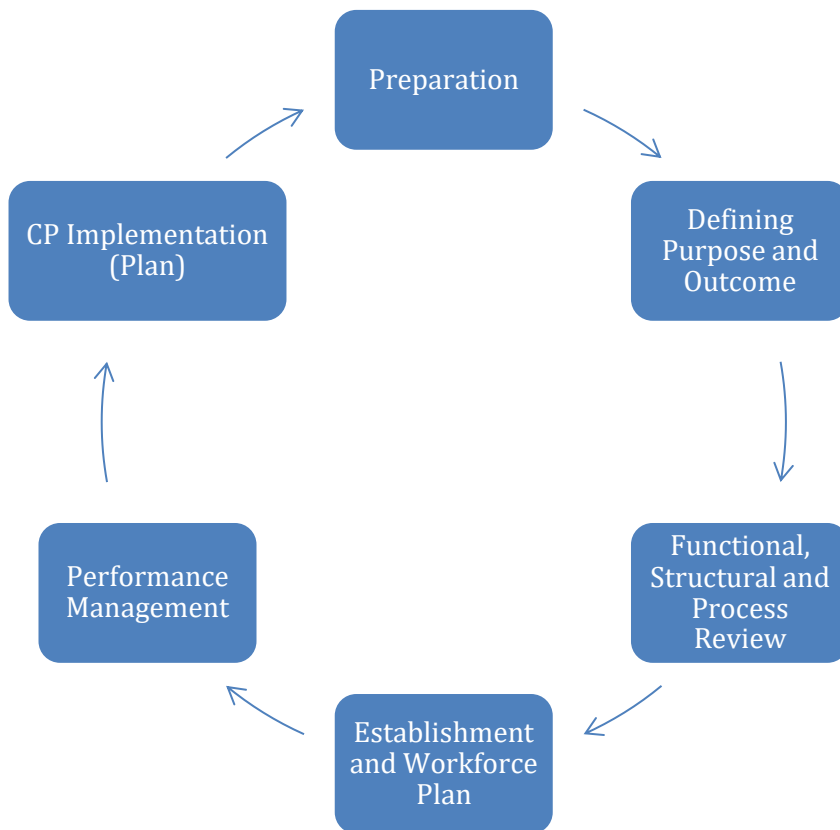 Preparation
Defining
Purpose and
Outcome
Functional,
Structural and
Process
Review
Establishment
and Workforce
Plan
Performance
Management
CP Implementation
(Plan)